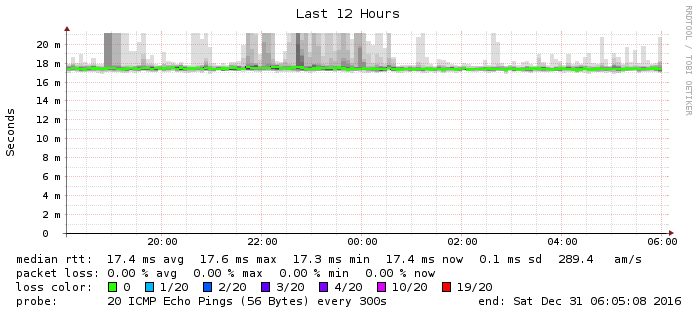 Last 12 Hours
RRDTOOL / TOBI OETIKER
Seconds
20 m
18 m
16 m
14 m
12 m
10 m
8 m
6 m
4 m
2 m
0
20:00 22:00 00:00 02:00 04:00 06:00
median rtt: 17.4 ms avg 17.6 ms max 17.3 ms min 17.4 ms now 0.1 ms sd 289.4 am/s
packet loss: 0.00 % avg 0.00 % max 0.00 % min 0.00 % now
loss color: 0 1/20 2/20 3/20 4/20 10/20 19/20
probe: 20 ICMP Echo Pings (56 Bytes) every 300s end: Sat Dec 31 06:05:08 2016